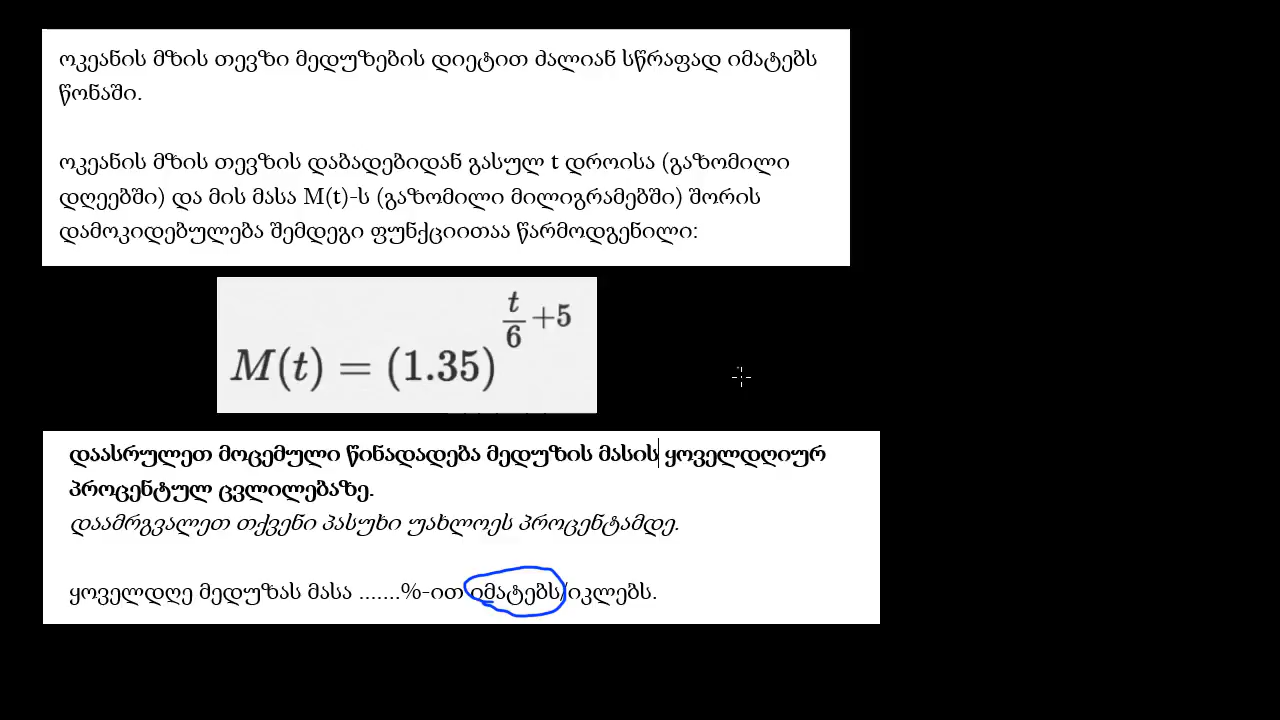 ოკეანის მზის თევზი მედუზების დიეტით ძალიან სწრაფად იმატებს
წონაში.
ოკეანის მზის თევზის დაბადებიდან გასულ t დროისა (გაზომილი
დღეებში) და მის მასა M(t)-ს (გაზომილი მილიგრამებში) შორის
დამოკიდებულება შემდეგი ფუნქციითაა წარმოდგენილი:
M(t) = (1.35)^{\frac{t}{6}+5}
დაასრულეთ მოცემული წინადადება მედუზის მასის ყოველდღიურ
პროცენტულ ცვლილებაზე.
დაამრგვალეთ თქვენი პასუხი უახლოეს პროცენტამდე.
ყოველდღე მედუზას მასა .......%-ით იმატებს/იკლებს.